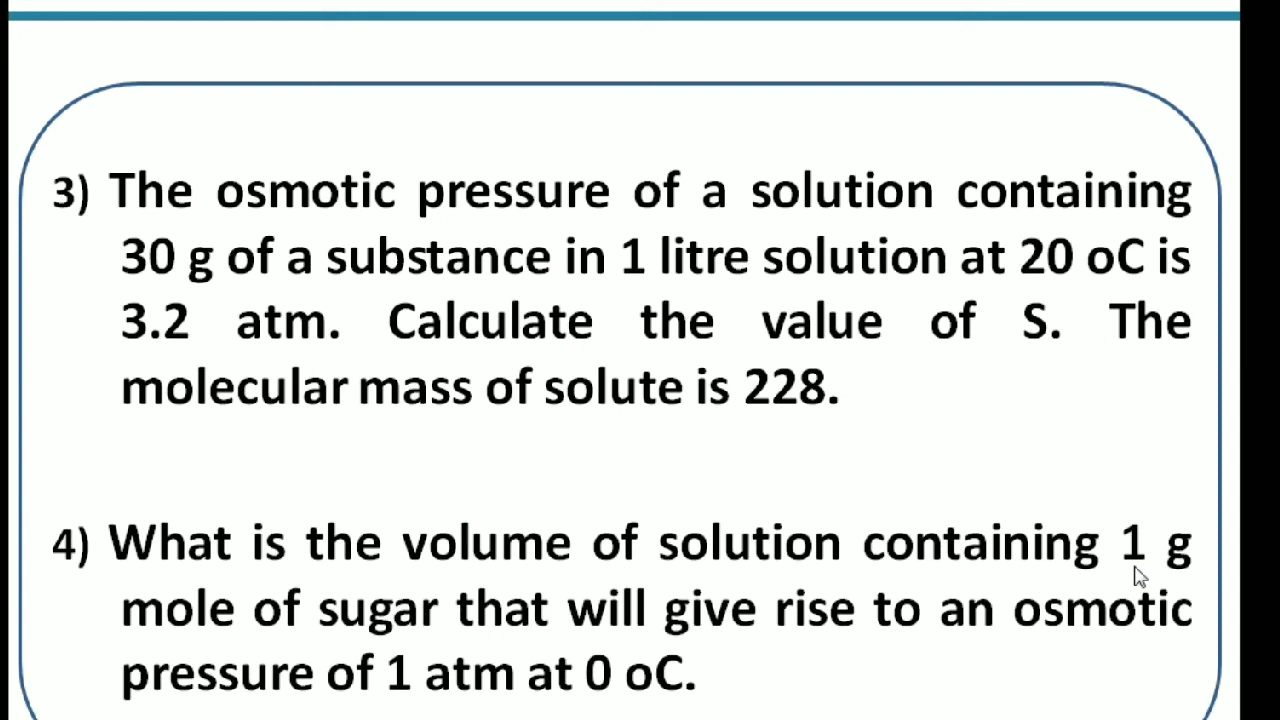 3) The osmotic pressure of a solution containing
30 g of a substance in 1 litre solution at 20 oC is
3.2 atm. Calculate the value of S. The
molecular mass of solute is 228.
4) What is the volume of solution containing 1 g
mole of sugar that will give rise to an osmotic
pressure of 1 atm at 0 oC.